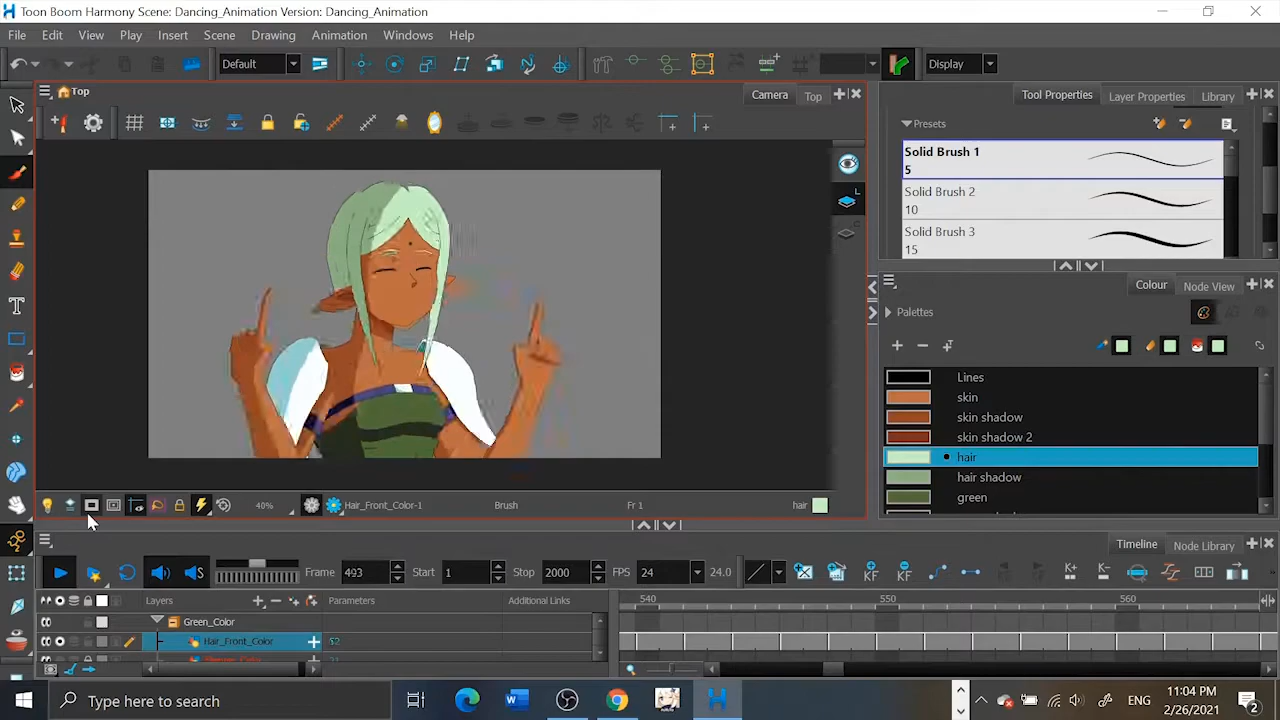 Toon Boom Harmony Scene: Dancing_Animation Version: Dancing_Animation
File Edit View Play Insert Scene Drawing Animation Windows Help
Default
Display
Top
Camera Top
Tool Properties Layer Properties Library
Presets
Solid Brush 1
5
Solid Brush 2
10
Solid Brush 3
15
Colour Node View
Palettes
Lines
skin
skin shadow
skin shadow 2
hair
hair shadow
green
40% Hair_Front_Color-1 Brush Fr 1 hair
Timeline Node Library
Frame 493 Start 1 Stop 2000 FPS 24 24.0
Layers Parameters Additional Links 540 550 560
Green_Color
Hair_Front_Color 52
Type here to search
ENG 11:04 PM
2/26/2021
2